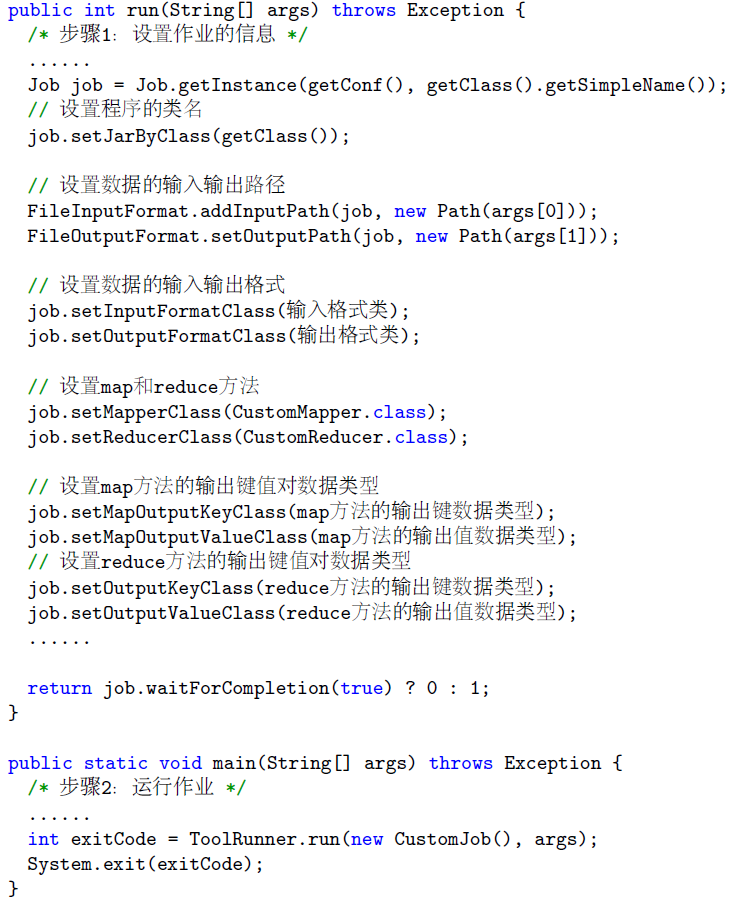 public int run(String[] args) throws Exception {
/* 步骤1: 设置作业的信息 */
......
Job job = Job.getInstance(getConf(), getClass().getSimpleName());
// 设置程序的类名
job.setJarByClass(getClass());
// 设置数据的输入输出路径
FileInputFormat.addInputPath(job, new Path(args[0]));
FileOutputFormat.setOutputPath(job, new Path(args[1]));
// 设置数据的输入输出格式
job.setInputFormatClass(输入格式类);
job.setOutputFormatClass(输出格式类);
// 设置map和reduce方法
job.setMapperClass(CustomMapper.class);
job.setReducerClass(CustomReducer.class);
// 设置map方法的输出键值对数据类型
job.setMapOutputKeyClass(map方法的输出键数据类型);
job.setMapOutputValueClass(map方法的输出值数据类型);
// 设置reduce方法的输出键值对数据类型
job.setOutputKeyClass(reduce方法的输出键数据类型);
job.setOutputValueClass(reduce方法的输出值数据类型);
......
return job.waitForCompletion(true) ? 0 : 1;
}
public static void main(String[] args) throws Exception {
/* 步骤2: 运行作业 */
......
int exitCode = ToolRunner.run(new CustomJob(), args);
System.exit(exitCode);
}